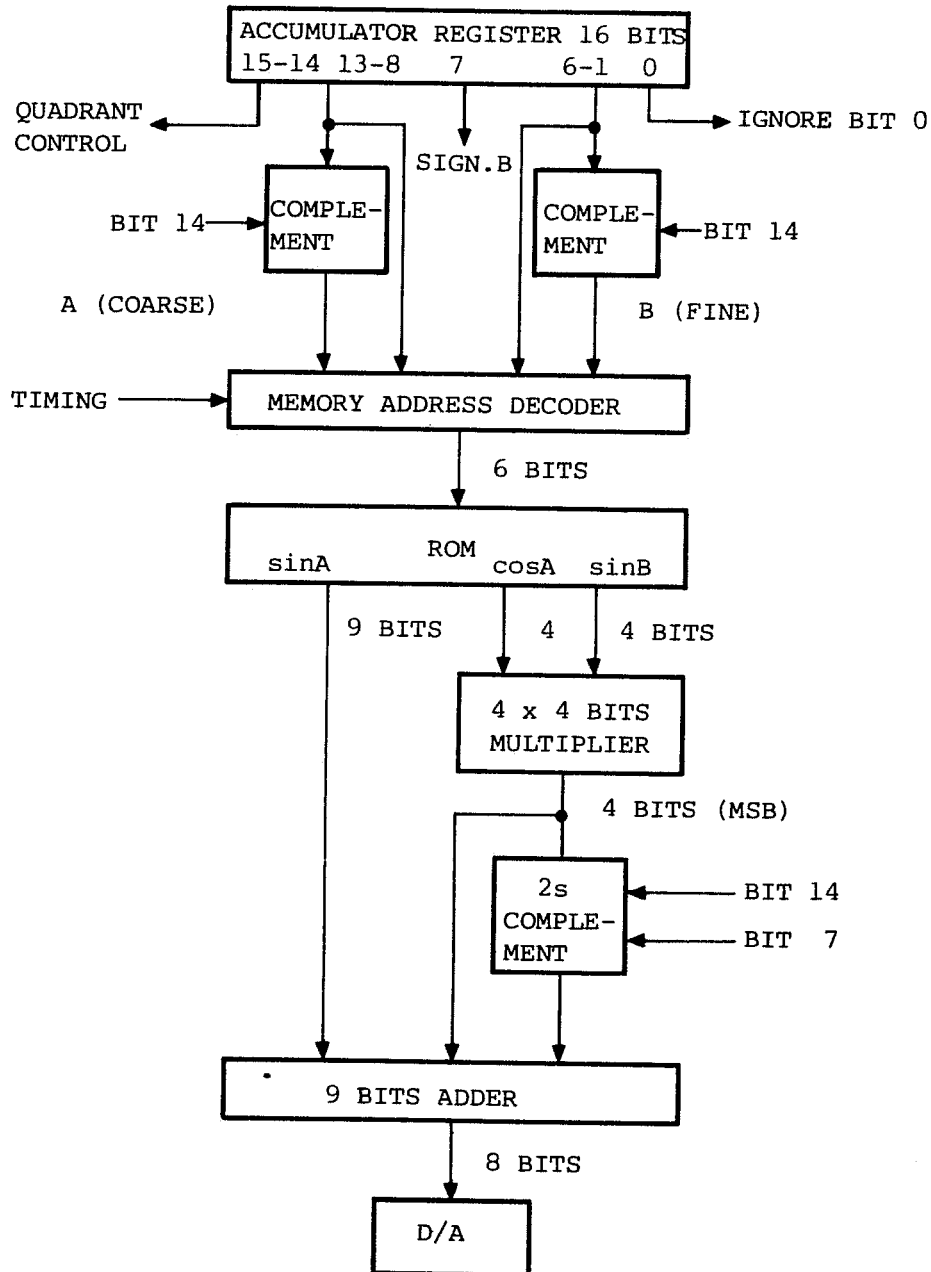 ACCUMULATOR REGISTER 16 BITS
15-14 13-8 7 6-1 0
QUADRANT
CONTROL
SIGN.B
IGNORE BIT 0
BIT 14
COMPLE-
MENT
COMPLE-
MENT
BIT 14
A (COARSE)
B (FINE)
TIMING
MEMORY ADDRESS DECODER
6 BITS
ROM
sinA cosA sinB
9 BITS 4 4 BITS
4 x 4 BITS
MULTIPLIER
4 BITS (MSB)
2s
COMPLE-
MENT
BIT 14
BIT 7
9 BITS ADDER
8 BITS
D/A